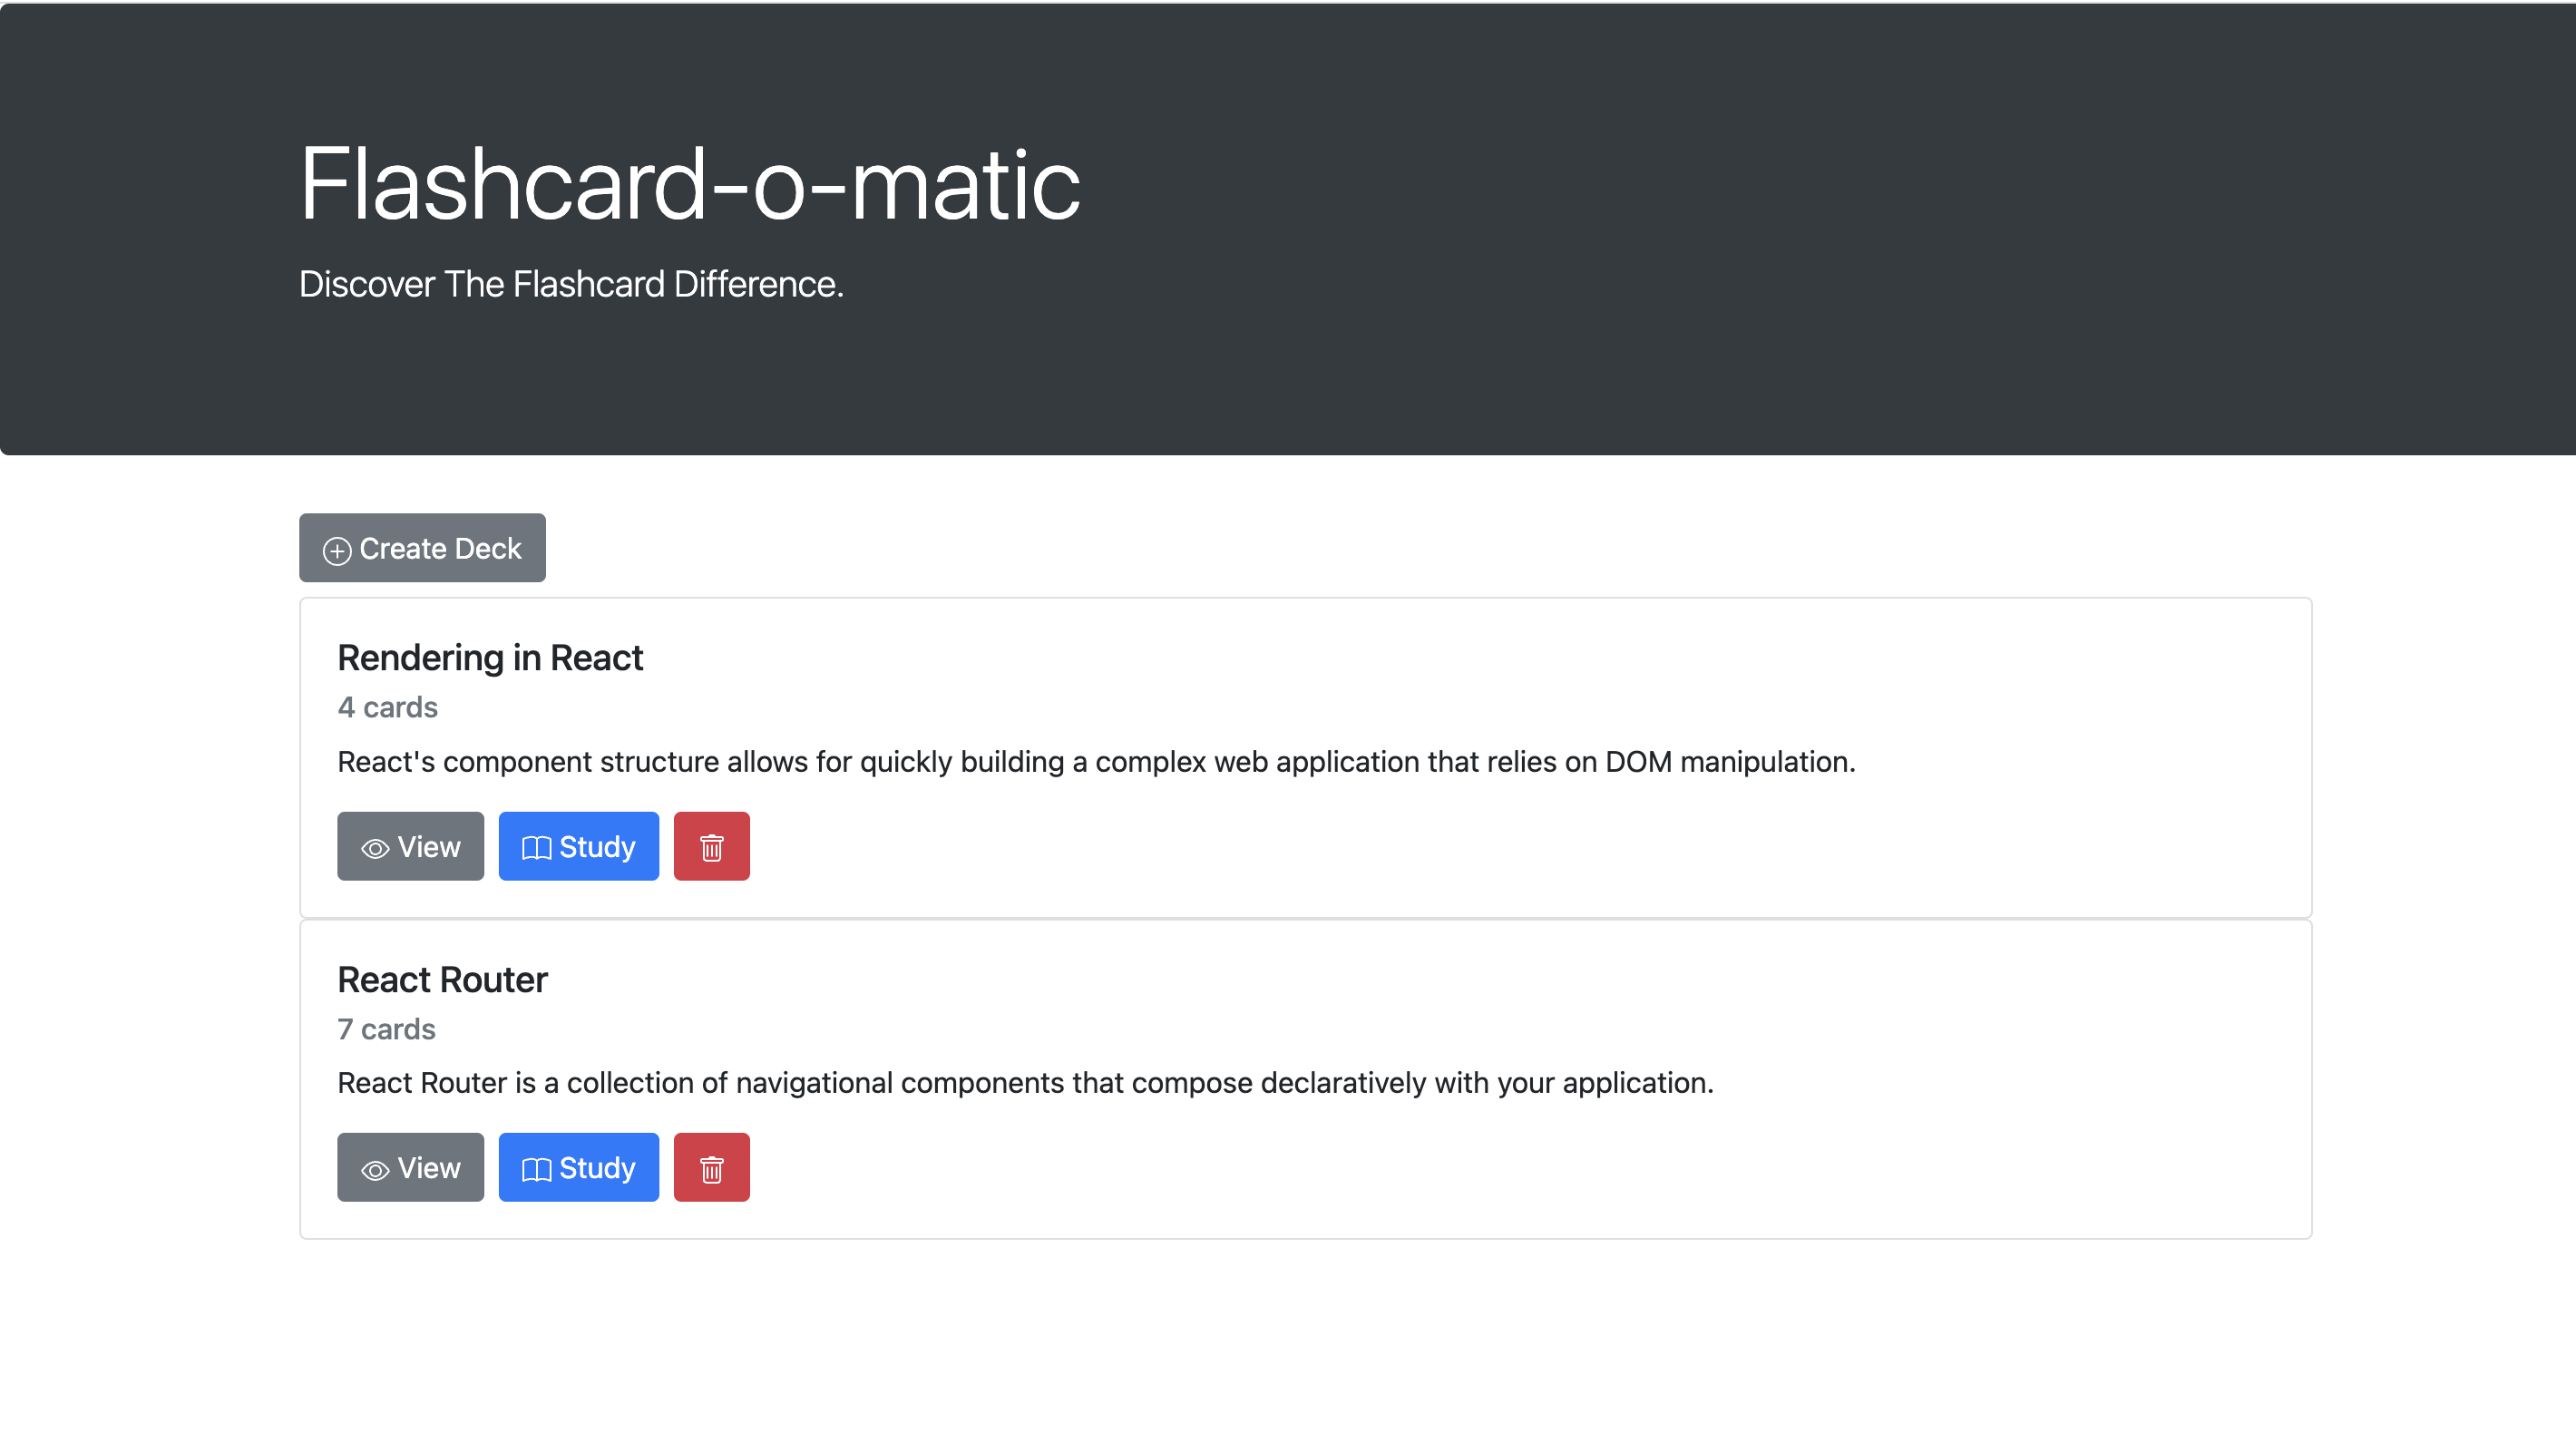 Flashcard-o-matic
Discover The Flashcard Difference.
Create Deck
Rendering in React
4 cards
React's component structure allows for quickly building a complex web application that relies on DOM manipulation.
View Study
React Router
7 cards
React Router is a collection of navigational components that compose declaratively with your application.
View Study